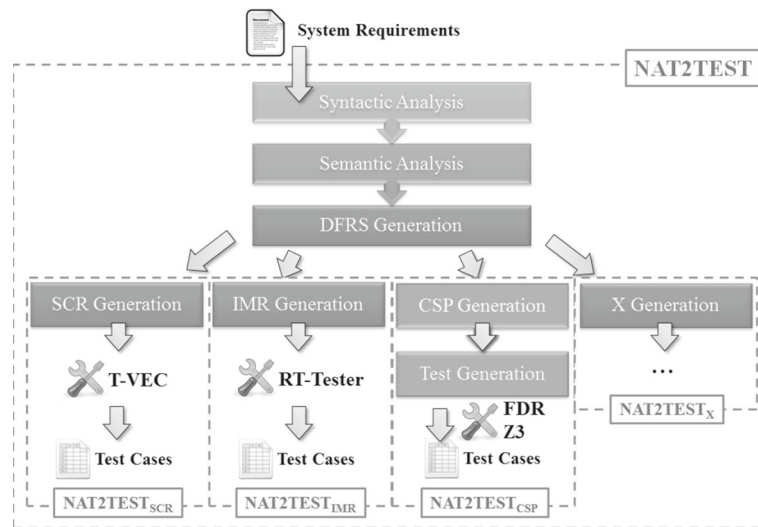 System Requirements
NAT2TEST
Syntactic Analysis
Semantic Analysis
DFRS Generation
SCR Generation
IMR Generation
CSP Generation
X Generation
Test Generation
...
T-VEC
RT-Tester
FDR
Z3
Test Cases
Test Cases
Test Cases
NAT2TESTX
NAT2TESTSCR
NAT2TESTIMR
NAT2TESTCSP